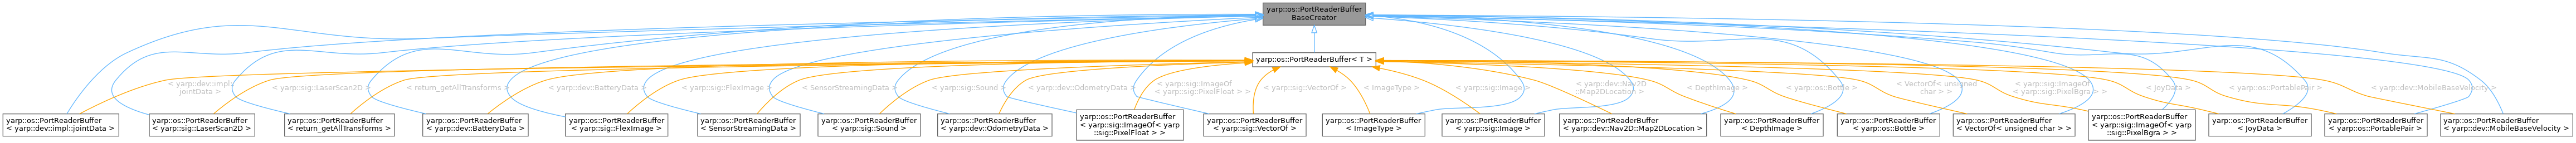 yarp::os::PortReaderBuffer
BaseCreator
yarp::os::PortReaderBuffer< T >
< yarp::dev::impl::
jointData >
< yarp::sig::LaserScan2D >
< return_getAllTransforms >
< yarp::dev::BatteryData >
< yarp::sig::FlexImage >
< SensorStreamingData >
< yarp::sig::Sound >
< yarp::dev::OdometryData >
< yarp::sig::ImageOf
< yarp::sig::PixelFloat > >
< yarp::sig::VectorOf >
< ImageType >
< yarp::sig::Image >
< yarp::dev::Nav2D
::Map2DLocation >
< DepthImage >
< yarp::os::Bottle >
< VectorOf< unsigned
char > >
< yarp::sig::ImageOf
< yarp::sig::PixelBgra > >
< JoyData >
< yarp::os::PortablePair >
< yarp::dev::MobileBaseVelocity >
yarp::os::PortReaderBuffer
< yarp::dev::impl::jointData >
yarp::os::PortReaderBuffer
< yarp::sig::LaserScan2D >
yarp::os::PortReaderBuffer
< return_getAllTransforms >
yarp::os::PortReaderBuffer
< yarp::dev::BatteryData >
yarp::os::PortReaderBuffer
< yarp::sig::FlexImage >
yarp::os::PortReaderBuffer
< SensorStreamingData >
yarp::os::PortReaderBuffer
< yarp::sig::Sound >
yarp::os::PortReaderBuffer
< yarp::dev::OdometryData >
yarp::os::PortReaderBuffer
< yarp::sig::ImageOf< yarp
::sig::PixelFloat > >
yarp::os::PortReaderBuffer
< yarp::sig::VectorOf >
yarp::os::PortReaderBuffer
< ImageType >
yarp::os::PortReaderBuffer
< yarp::sig::Image >
yarp::os::PortReaderBuffer
< yarp::dev::Nav2D::Map2DLocation >
yarp::os::PortReaderBuffer
< DepthImage >
yarp::os::PortReaderBuffer
< yarp::os::Bottle >
yarp::os::PortReaderBuffer
< VectorOf< unsigned char > >
yarp::os::PortReaderBuffer
< yarp::sig::ImageOf< yarp
::sig::PixelBgra > >
yarp::os::PortReaderBuffer
< JoyData >
yarp::os::PortReaderBuffer
< yarp::os::PortablePair >
yarp::os::PortReaderBuffer
< yarp::dev::MobileBaseVelocity >